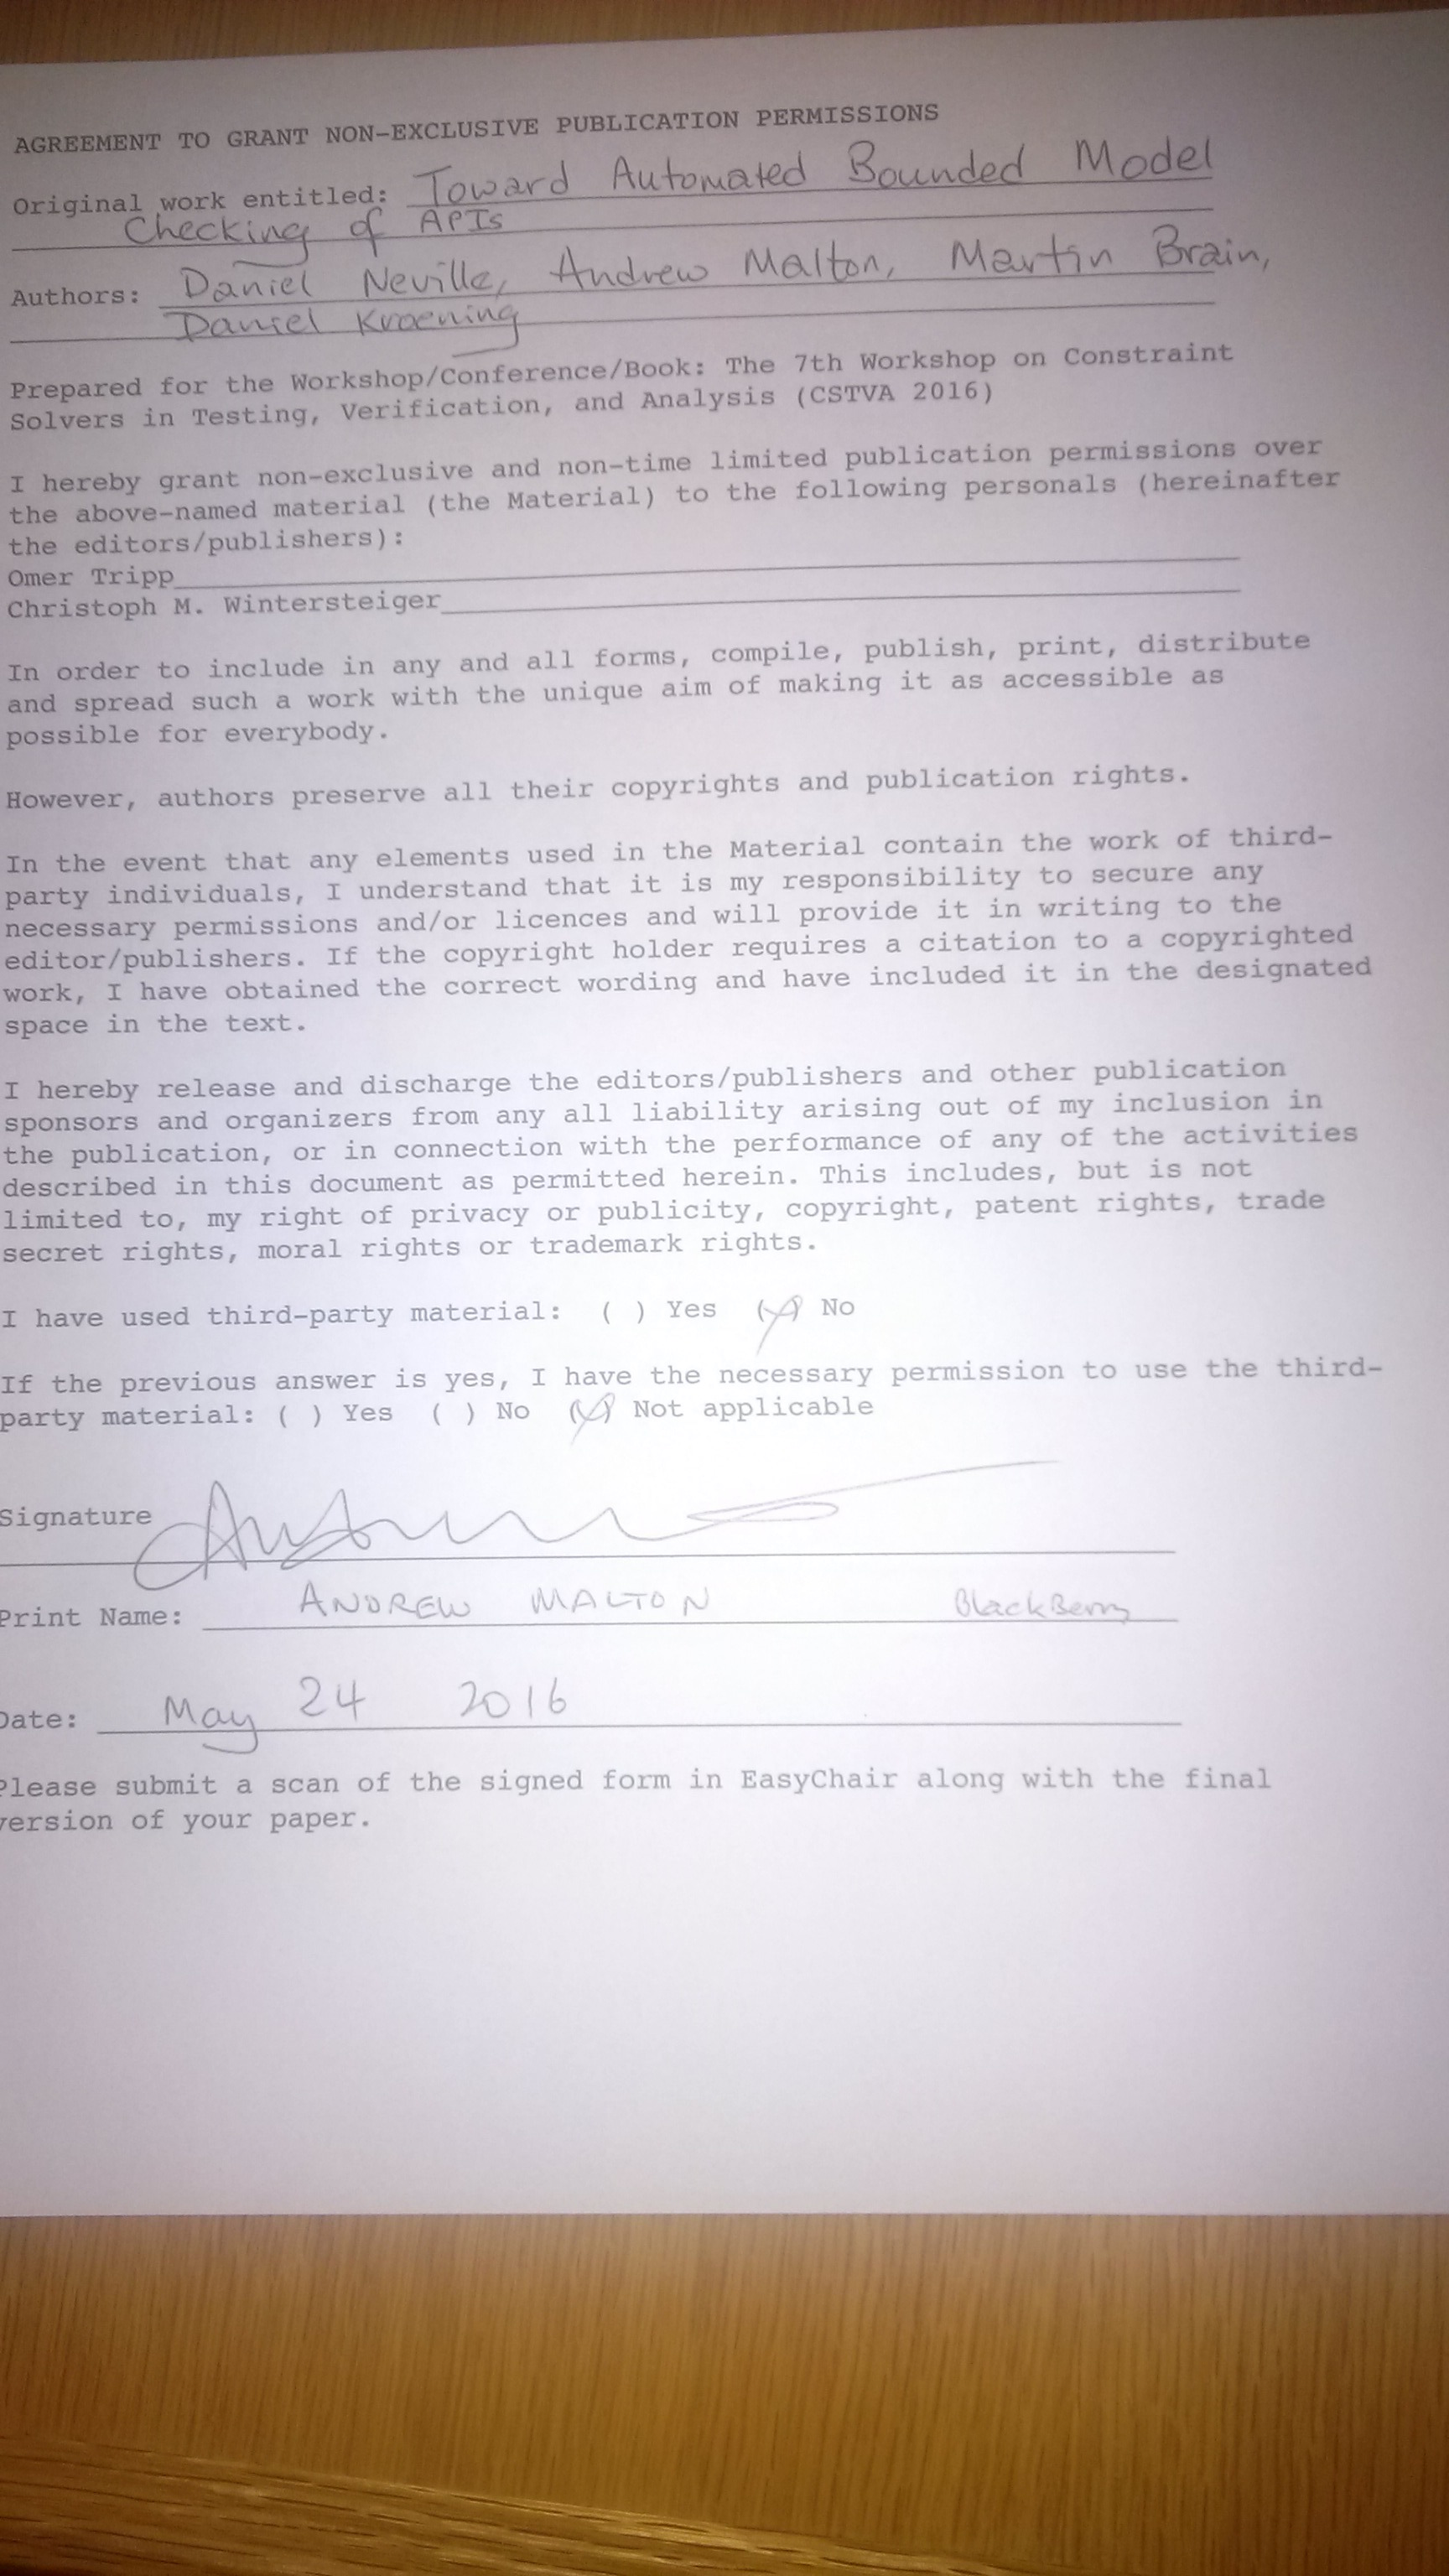 AGREEMENT TO GRANT NON-EXCLUSIVE PUBLICATION PERMISSIONS
Original work entitled: Toward Automated Bounded Model
Checking of APIs
Authors: Daniel Neville, Andrew Malton, Martin Brain,
Daniel Kroening
Prepared for the Workshop/Conference/Book: The 7th Workshop on Constraint
Solvers in Testing, Verification, and Analysis (CSTVA 2016)
I hereby grant non-exclusive and non-time limited publication permissions over
the above-named material (the Material) to the following personals (hereinafter
the editors/publishers):
Omer Tripp
Christoph M. Wintersteiger
In order to include in any and all forms, compile, publish, print, distribute
and spread such a work with the unique aim of making it as accessible as
possible for everybody.
However, authors preserve all their copyrights and publication rights.
In the event that any elements used in the Material contain the work of third-
party individuals, I understand that it is my responsibility to secure any
necessary permissions and/or licences and will provide it in writing to the
editor/publishers. If the copyright holder requires a citation to a copyrighted
work, I have obtained the correct wording and have included it in the designated
space in the text.
I hereby release and discharge the editors/publishers and other publication
sponsors and organizers from any all liability arising out of my inclusion in
the publication, or in connection with the performance of any of the activities
described in this document as permitted herein. This includes, but is not
limited to, my right of privacy or publicity, copyright, patent rights, trade
secret rights, moral rights or trademark rights.
I have used third-party material: ( ) Yes (✓) No
If the previous answer is yes, I have the necessary permission to use the third-
party material: ( ) Yes ( ) No (✓) Not applicable
Signature
Print Name: ANDREW MALTON BlackBerry
Date: May 24 2016
Please submit a scan of the signed form in EasyChair along with the final
version of your paper.